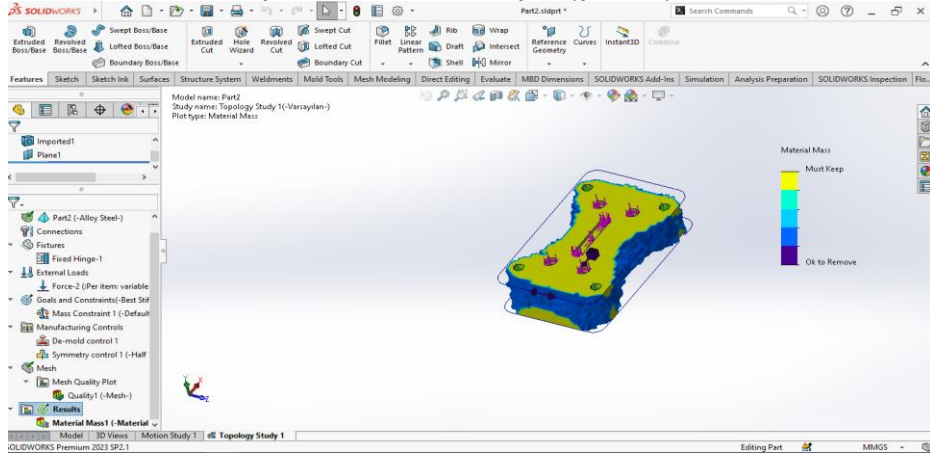 SOLIDWORKS
Part2.sldprt *
Search Commands
Extruded Boss/Base
Revolved Boss/Base
Swept Boss/Base
Lofted Boss/Base
Boundary Boss/Base
Extruded Cut
Hole Wizard
Revolved Cut
Swept Cut
Lofted Cut
Boundary Cut
Fillet
Linear Pattern
Rib
Draft
Shell
Wrap
Intersect
Mirror
Reference Geometry
Curves
Instant3D
Combine
Features Sketch Sketch Ink Surfaces Structure System Weldments Mold Tools Mesh Modeling Direct Editing Evaluate MBD Dimensions SOLIDWORKS Add-Ins Simulation Analysis Preparation SOLIDWORKS Inspection Flo...
Model name: Part2
Study name: Topology Study 1(-Varsayılan-)
Plot type: Material Mass
Imported1
Plane1
Part2 (-Alloy Steel-)
Connections
Fixtures
Fixed Hinge-1
External Loads
Force-2 (:Per item: variable
Goals and Constraints(-Best Stif
Mass Constraint 1 (-Default
Manufacturing Controls
De-mold control 1
Symmetry control 1 (-Half
Mesh
Mesh Quality Plot
Quality1 (-Mesh-)
Results
Material Mass1 (-Material
Material Mass
Must Keep
Ok to Remove
Model 3D Views Motion Study 1 Topology Study 1
SOLIDWORKS Premium 2023 SP2.1
Editing Part
MMGS